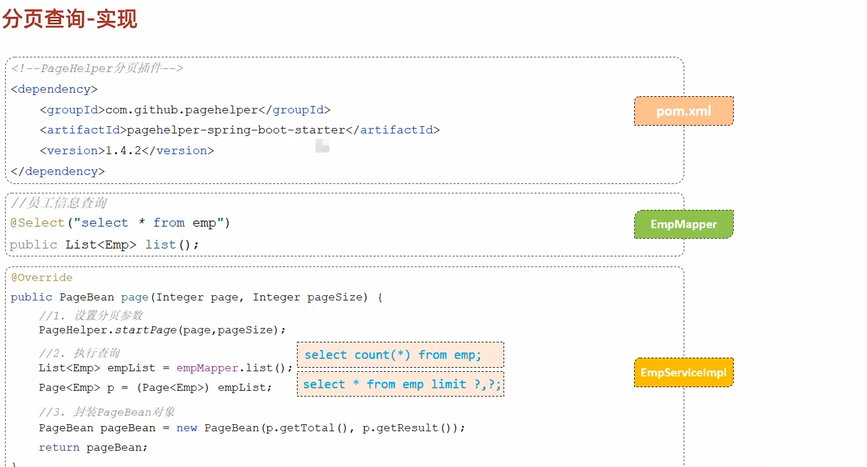 分页查询-实现
<!--PageHelper分页插件-->
<dependency>
    <groupId>com.github.pagehelper</groupId>
    <artifactId>pagehelper-spring-boot-starter</artifactId>
    <version>1.4.2</version>
</dependency>
pom.xml
//员工信息查询
@Select("select * from emp")
public List<Emp> list();
EmpMapper
@Override
public PageBean page(Integer page, Integer pageSize) {
    //1. 设置分页参数
    PageHelper.startPage(page,pageSize);
    //2. 执行查询
    List<Emp> empList = empMapper.list();
    Page<Emp> p = (Page<Emp>) empList;
select count(*) from emp;
select * from emp limit ?,?;
    //3. 封装PageBean对象
    PageBean pageBean = new PageBean(p.getTotal(), p.getResult());
    return pageBean;
}
EmpServiceImpl